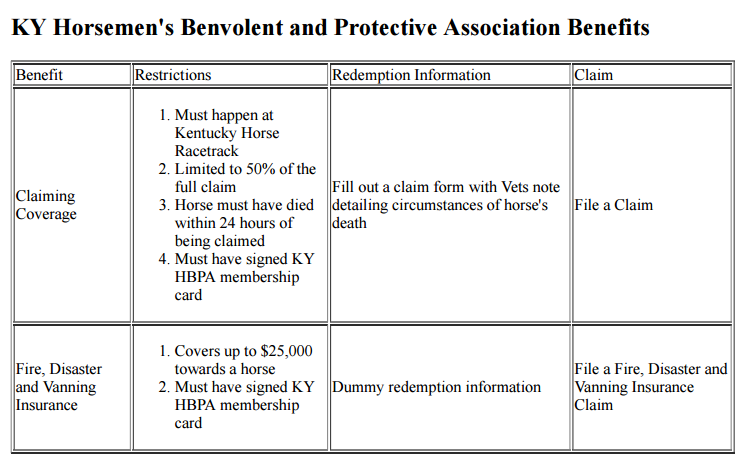 KY Horsemen's Benvolent and Protective Association Benefits
Benefit
Restrictions
Redemption Information
Claim
Claiming
Coverage
1. Must happen at
Kentucky Horse
Racetrack
2. Limited to 50% of the
full claim
3. Horse must have died
within 24 hours of
being claimed
4. Must have signed KY
HBPA membership
card
Fill out a claim form with Vets note
detailing circumstances of horse's
death
File a Claim
Fire, Disaster
and Vanning
Insurance
1. Covers up to $25,000
towards a horse
2. Must have signed KY
HBPA membership
card
Dummy redemption information
File a Fire, Disaster and
Vanning Insurance
Claim